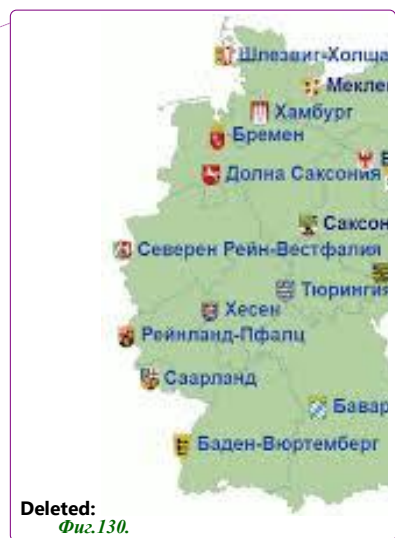 Шлезвиг-Холща
Меклен
Хамбург
Бремен
Долна Саксония
Саксон
Северен Рейн-Вестфалия
Тюрингия
Хесен
Рейнланд-Пфалц
Саарланд
Бавар
Баден-Вюртемберг
Deleted:
Фиг.130.